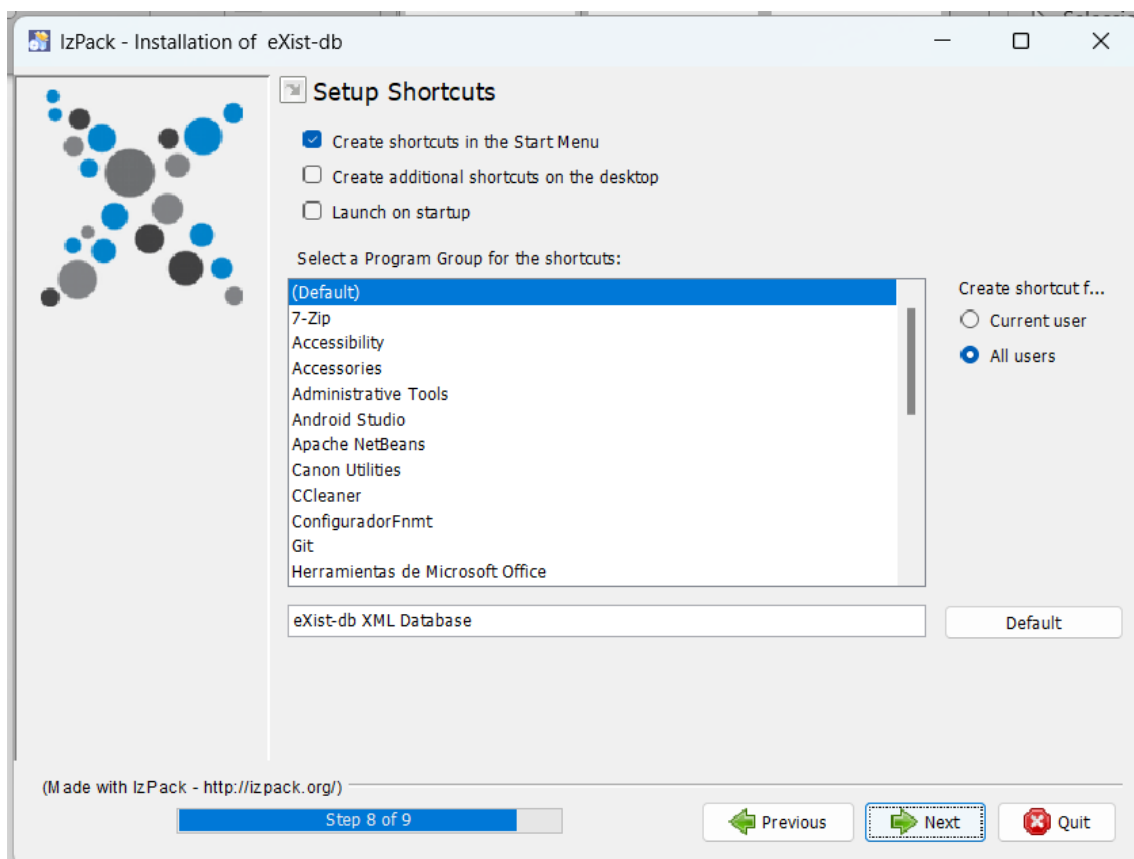 IzPack - Installation of eXist-db
Setup Shortcuts
Create shortcuts in the Start Menu
Create additional shortcuts on the desktop
Launch on startup
Select a Program Group for the shortcuts:
(Default)
7-Zip
Accessibility
Accessories
Administrative Tools
Android Studio
Apache NetBeans
Canon Utilities
CCleaner
ConfiguradorFnmt
Git
Herramientas de Microsoft Office
Create shortcut f...
Current user
All users
eXist-db XML Database
Default
(Made with IzPack - http://izpack.org/)
Step 8 of 9
Previous
Next
Quit